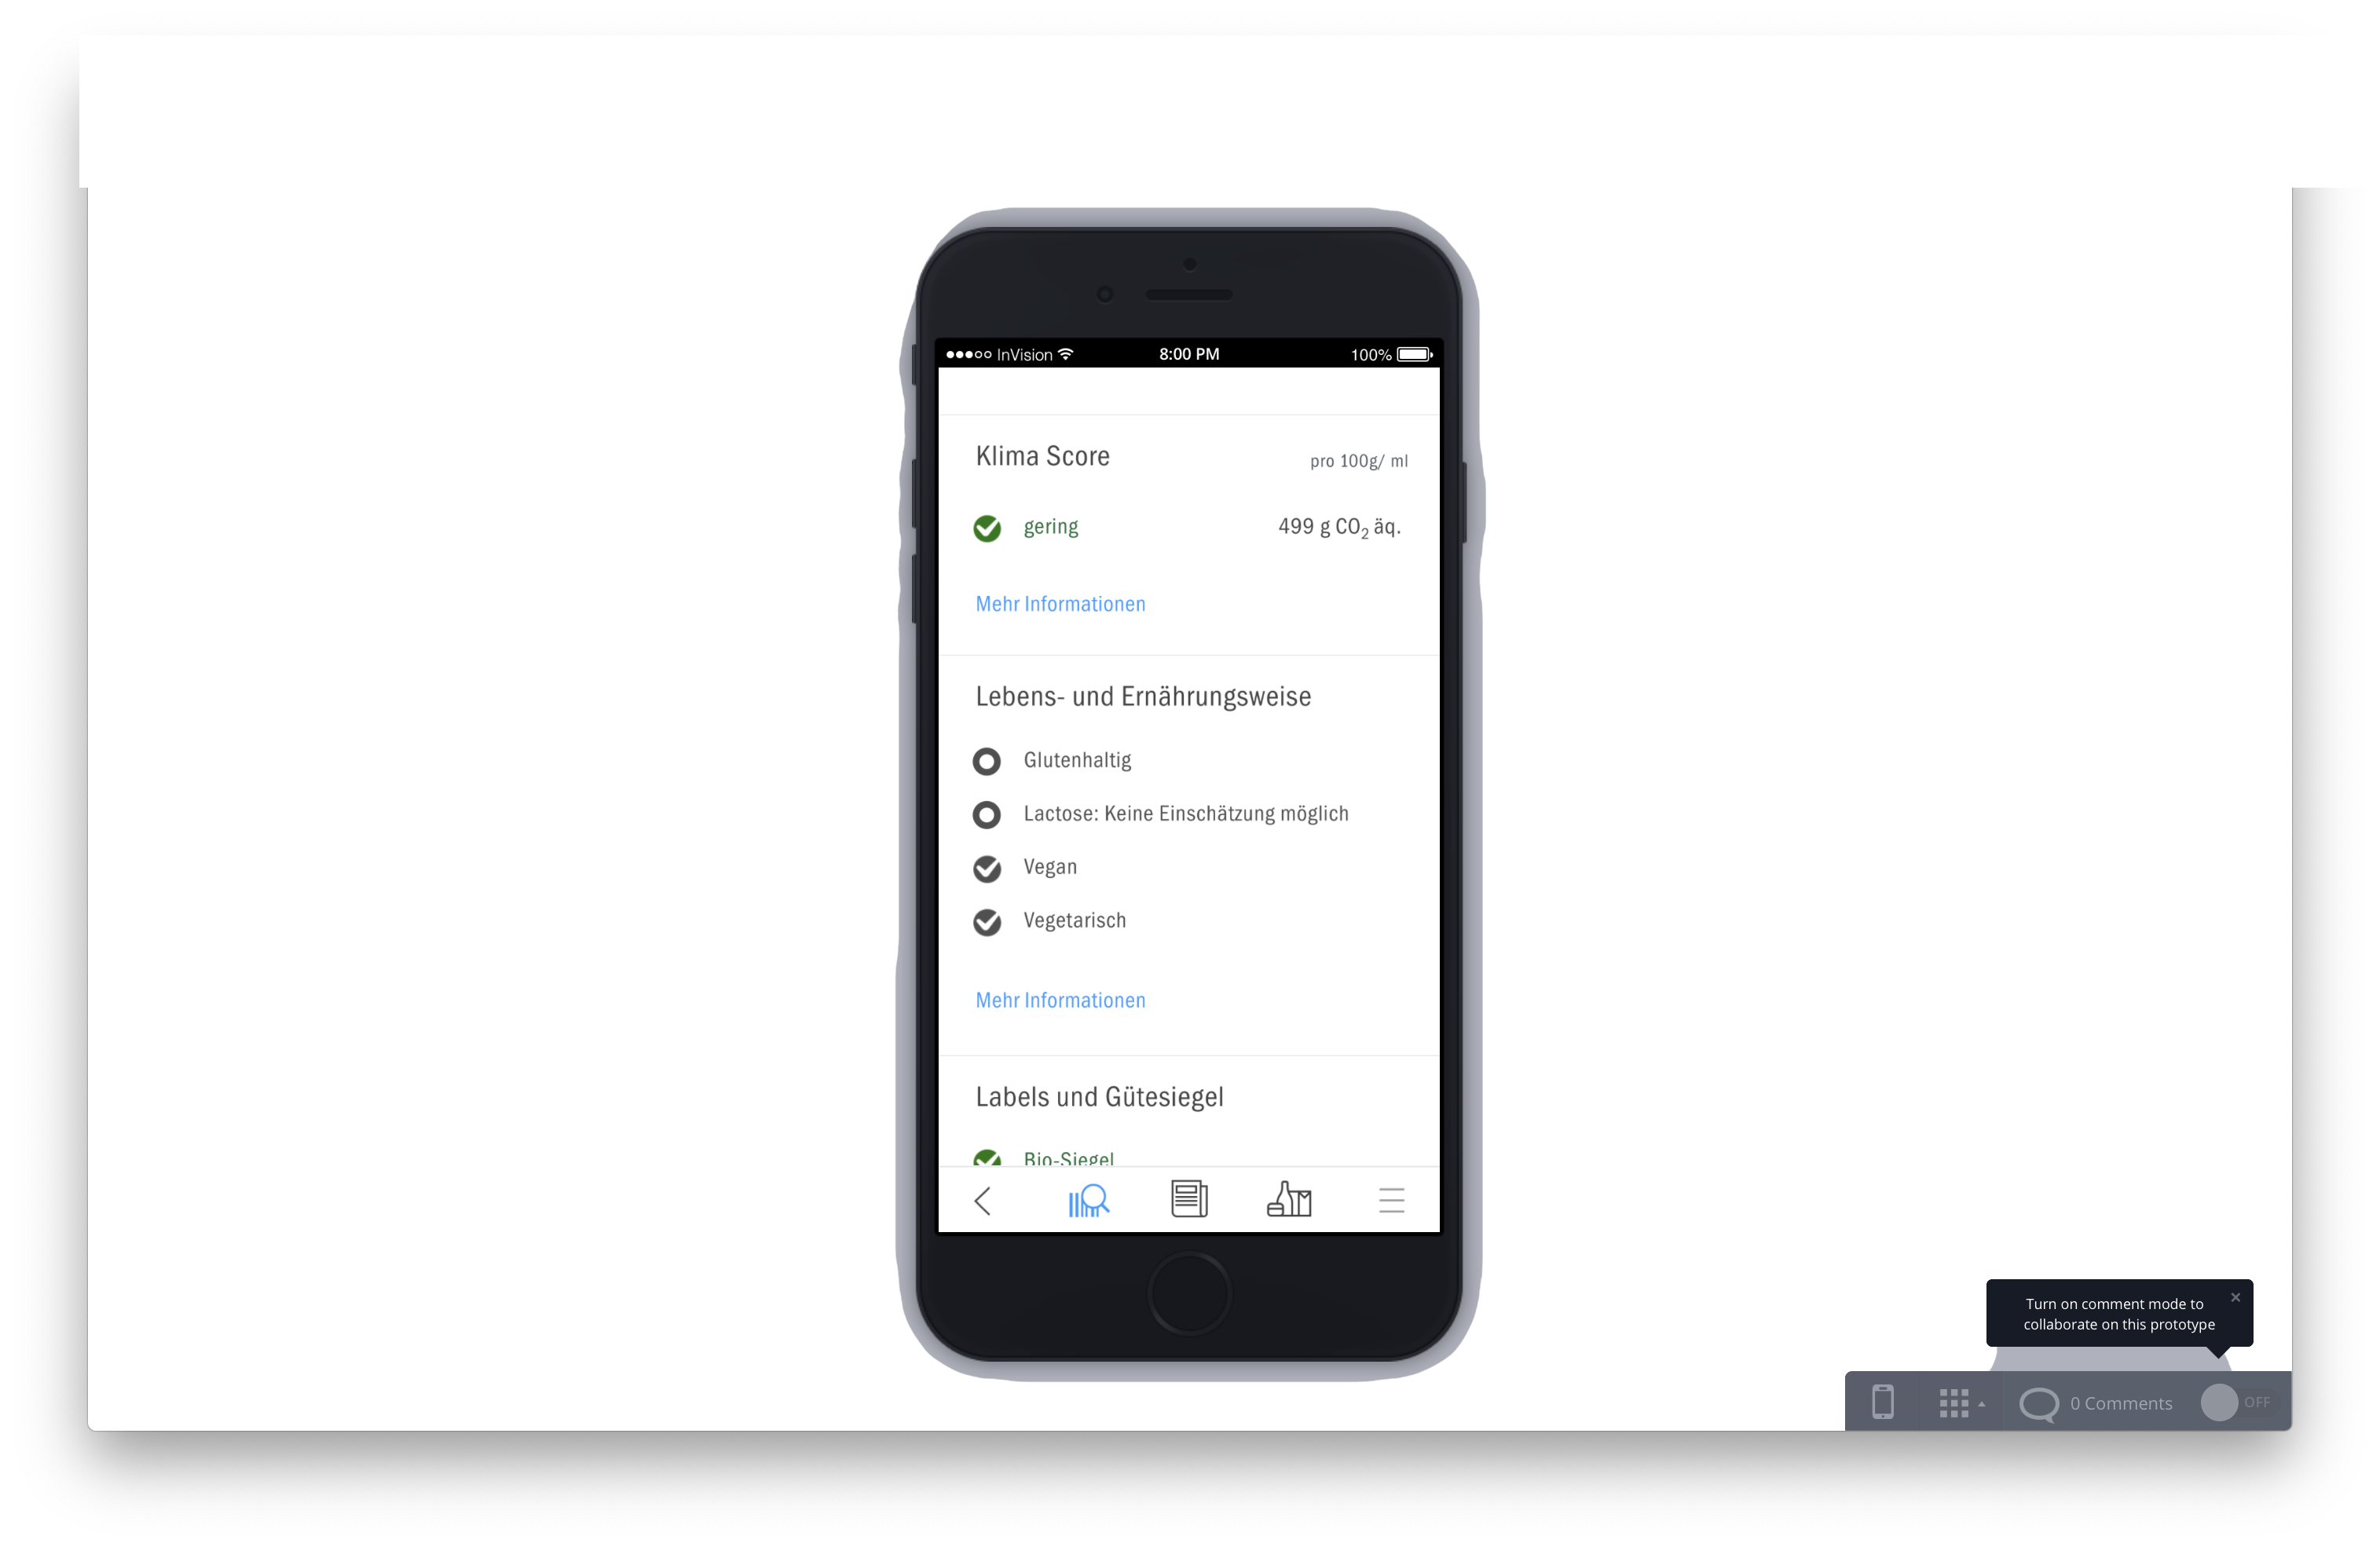 InVision 8:00 PM 100%
Klima Score pro 100g/ ml
gering 499 g CO₂ äq.
Mehr Informationen
Lebens- und Ernährungsweise
Glutenhaltig
Lactose: Keine Einschätzung möglich
Vegan
Vegetarisch
Mehr Informationen
Labels und Gütesiegel
Bio-Siegel
Turn on comment mode to
collaborate on this prototype
0 Comments OFF